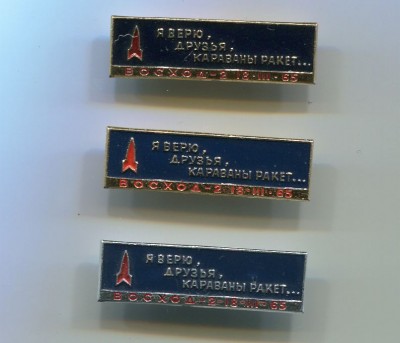 Я ВЕРЮ,
ДРУЗЬЯ,
КАРАВАНЫ РАКЕТ...
ВОСХОД-2 18-III-65
Я ВЕРЮ,
ДРУЗЬЯ,
КАРАВАНЫ РАКЕТ...
ВОСХОД-2 18-III-65
Я ВЕРЮ,
ДРУЗЬЯ,
КАРАВАНЫ РАКЕТ...
ВОСХОД-2-18-III-65